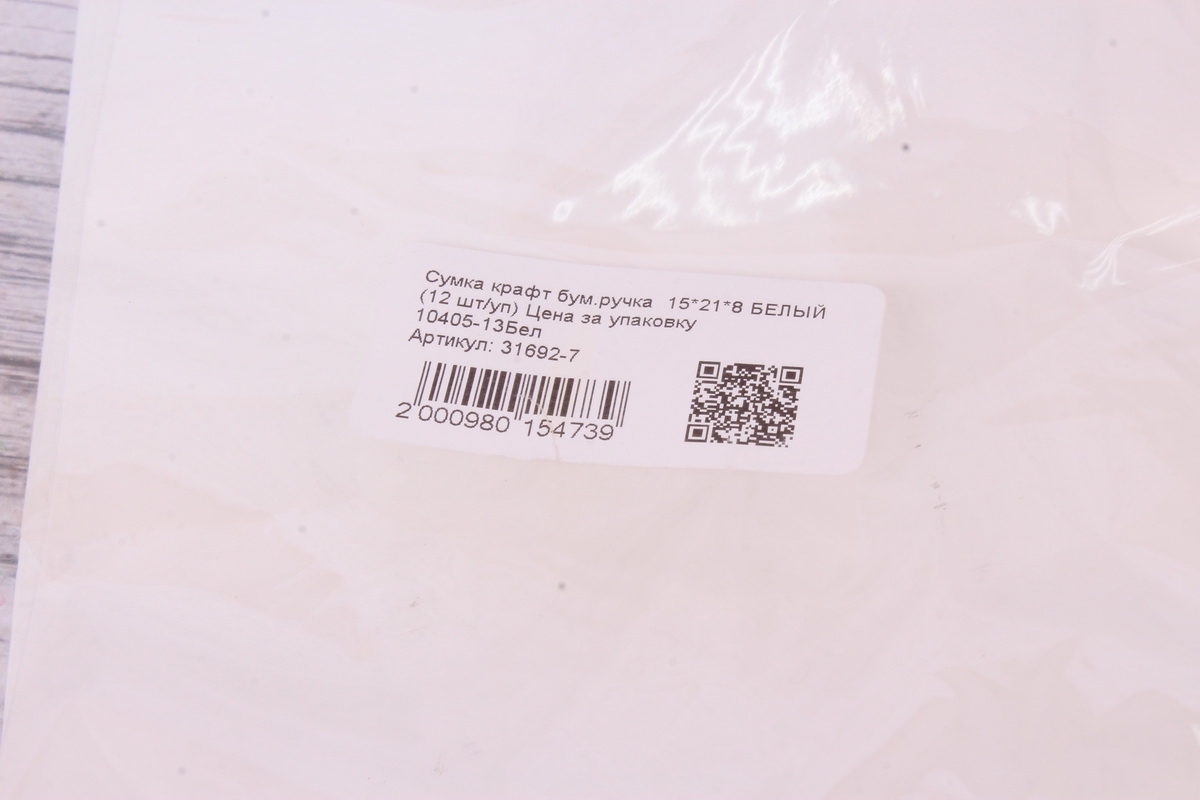 Сумка крафт бум.ручка 15*21*8 БЕЛЫЙ
(12 шт/уп) Цена за упаковку
10405-13Бел
Артикул: 31692-7
2 000980 154739